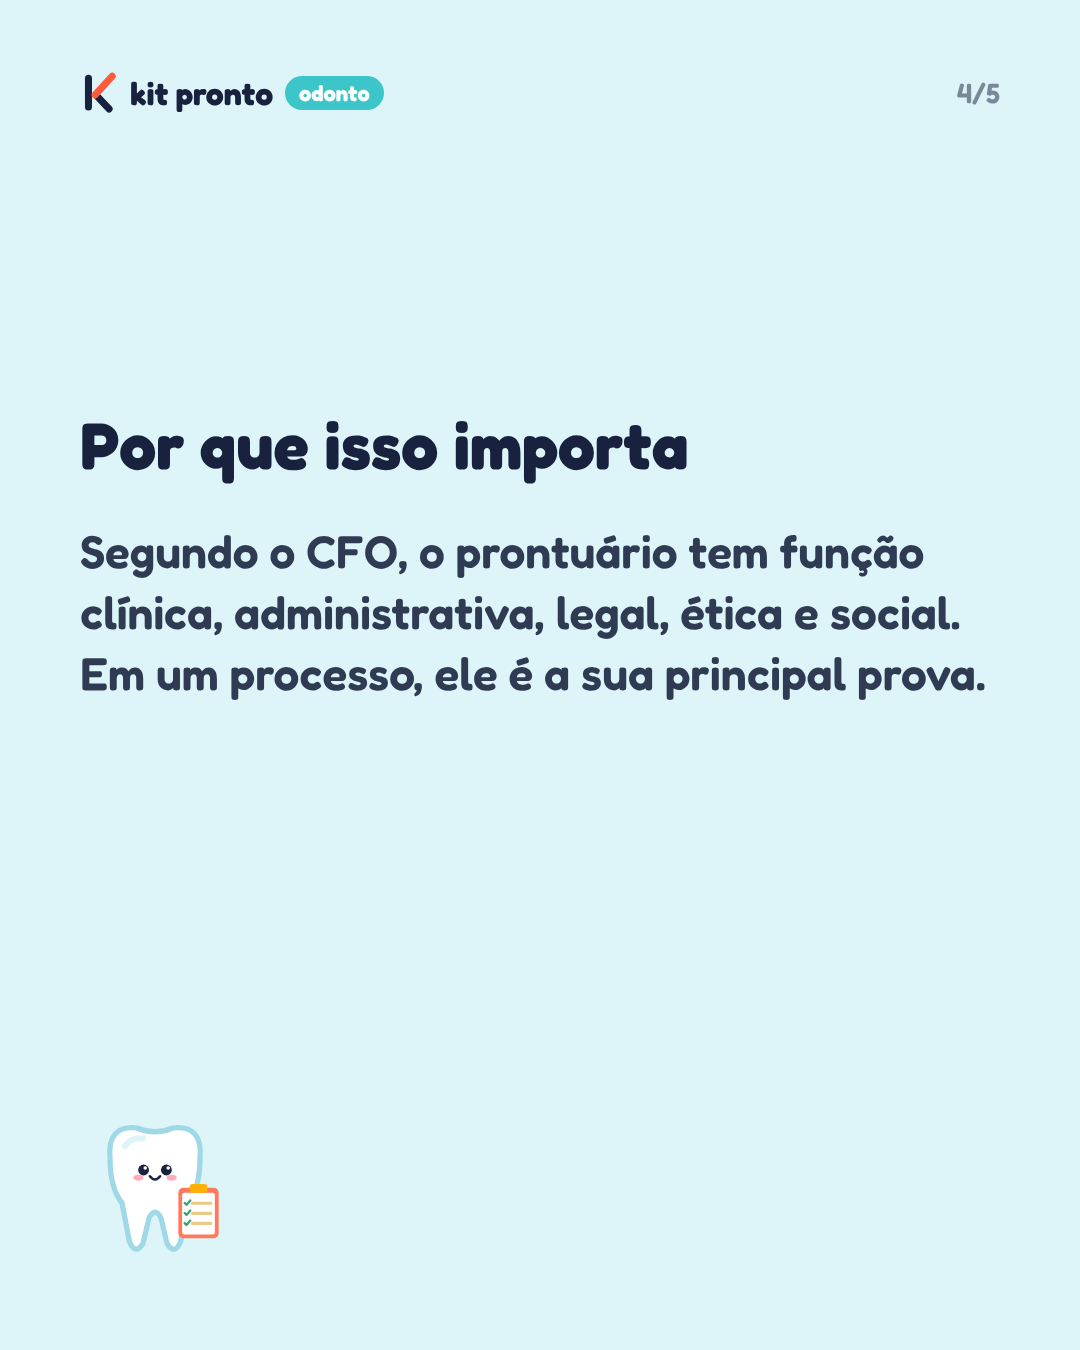 kit pronto odonto
4/5
Por que isso importa
Segundo o CFO, o prontuário tem função
clínica, administrativa, legal, ética e social.
Em um processo, ele é a sua principal prova.